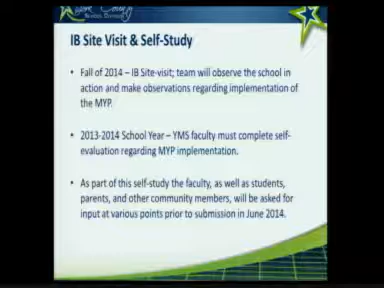 County
School Division
IB Site Visit & Self-Study
• Fall of 2014 – IB Site-visit; team will observe the school in
action and make observations regarding implementation of
the MYP.
• 2013-2014 School Year – YMS faculty must complete self-
evaluation regarding MYP implementation.
• As part of this self-study the faculty, as well as students,
parents, and other community members, will be asked for
input at various points prior to submission in June 2014.